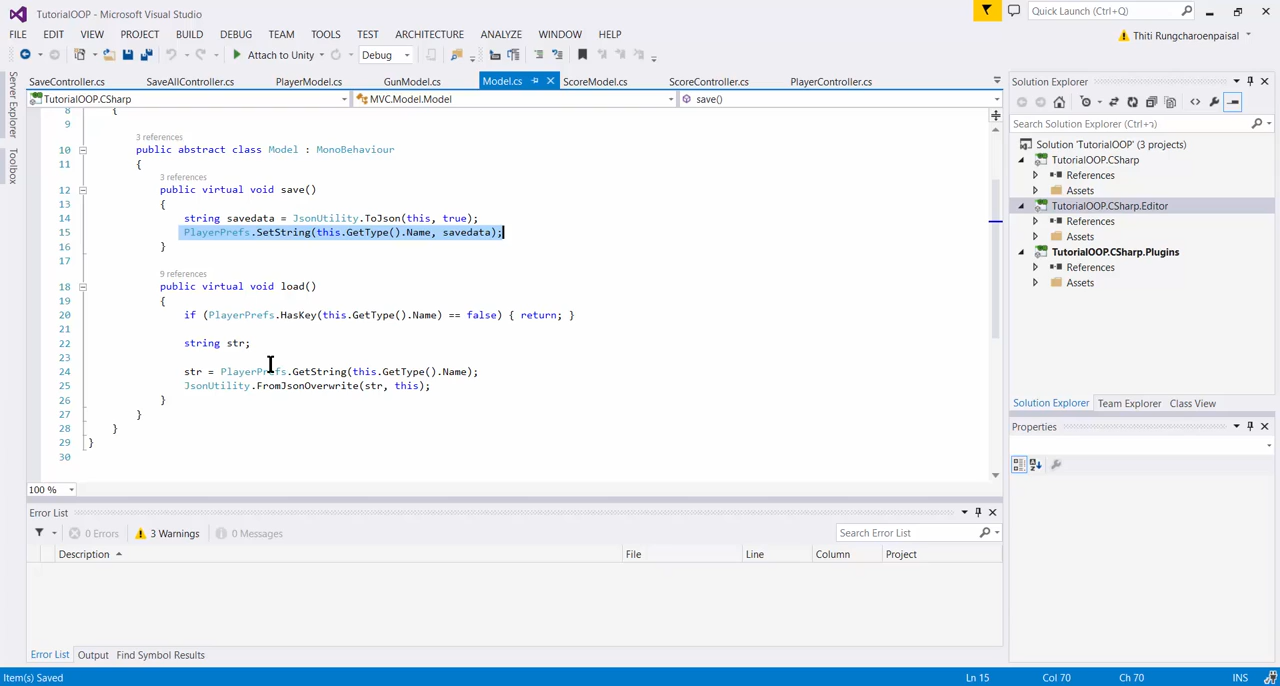 TutorialOOP - Microsoft Visual Studio
Quick Launch (Ctrl+Q)
FILE EDIT VIEW PROJECT BUILD DEBUG TEAM TOOLS TEST ARCHITECTURE ANALYZE WINDOW HELP
Thiti Rungcharoenpaisal
Attach to Unity Debug
Server Explorer
Toolbox
SaveController.cs SaveAllController.cs PlayerModel.cs GunModel.cs Model.cs ScoreModel.cs ScoreController.cs PlayerController.cs
TutorialOOP.CSharp MVC.Model.Model save()
8 {
9
3 references
10 public abstract class Model : MonoBehaviour
11 {
3 references
12 public virtual void save()
13 {
14 string savedata = JsonUtility.ToJson(this, true);
15 PlayerPrefs.SetString(this.GetType().Name, savedata);
16 }
17
9 references
18 public virtual void load()
19 {
20 if (PlayerPrefs.HasKey(this.GetType().Name) == false) { return; }
21
22 string str;
23
24 str = PlayerPrefs.GetString(this.GetType().Name);
25 JsonUtility.FromJsonOverwrite(str, this);
26 }
27 }
28 }
29 }
30
100 %
Error List
0 Errors 3 Warnings 0 Messages
Search Error List
Description File Line Column Project
Error List Output Find Symbol Results
Solution Explorer
Search Solution Explorer (Ctrl+า)
Solution 'TutorialOOP' (3 projects)
TutorialOOP.CSharp
References
Assets
TutorialOOP.CSharp.Editor
References
Assets
TutorialOOP.CSharp.Plugins
References
Assets
Solution Explorer Team Explorer Class View
Properties
Item(s) Saved Ln 15 Col 70 Ch 70 INS